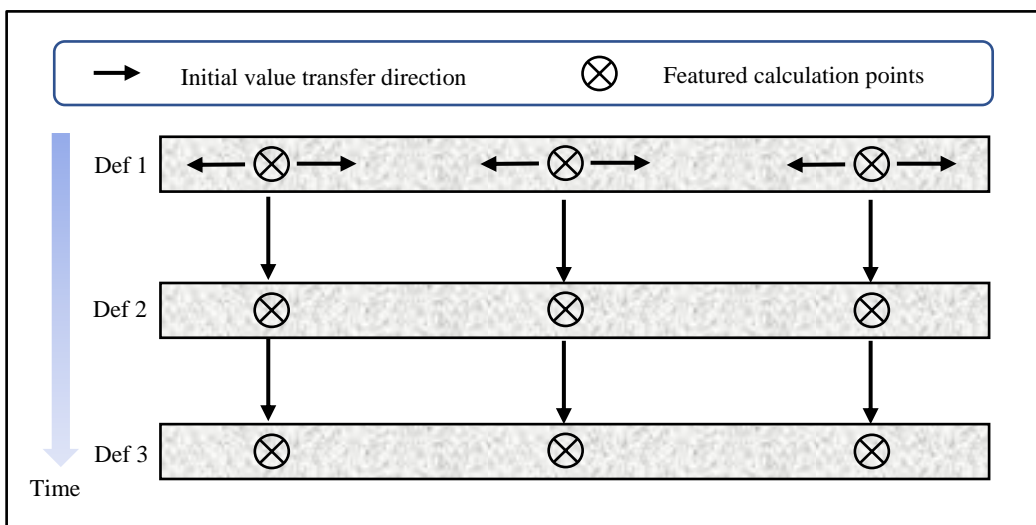 Initial value transfer direction
Featured calculation points
Def 1
Def 2
Def 3
Time